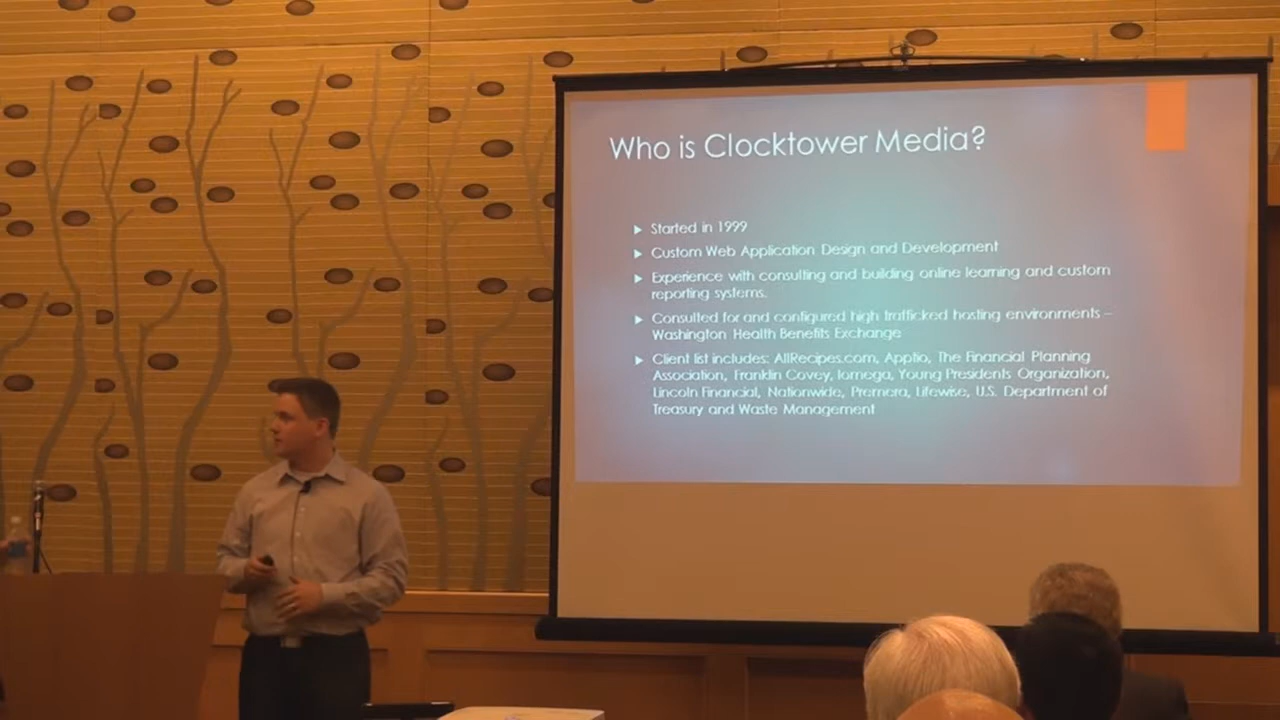 Who is Clocktower Media?
Started in 1999
Custom Web Application Design and Development
Experience with consulting and building online learning and custom
reporting systems.
Consulted for and configured high trafficked hosting environments –
Washington Health Benefits Exchange
Client list includes: AllRecipes.com, Apptio, The Financial Planning
Association, Franklin Covey, Iomega, Young Presidents Organization,
Lincoln Financial, Nationwide, Premera, Lifewise, U.S. Department of
Treasury and Waste Management